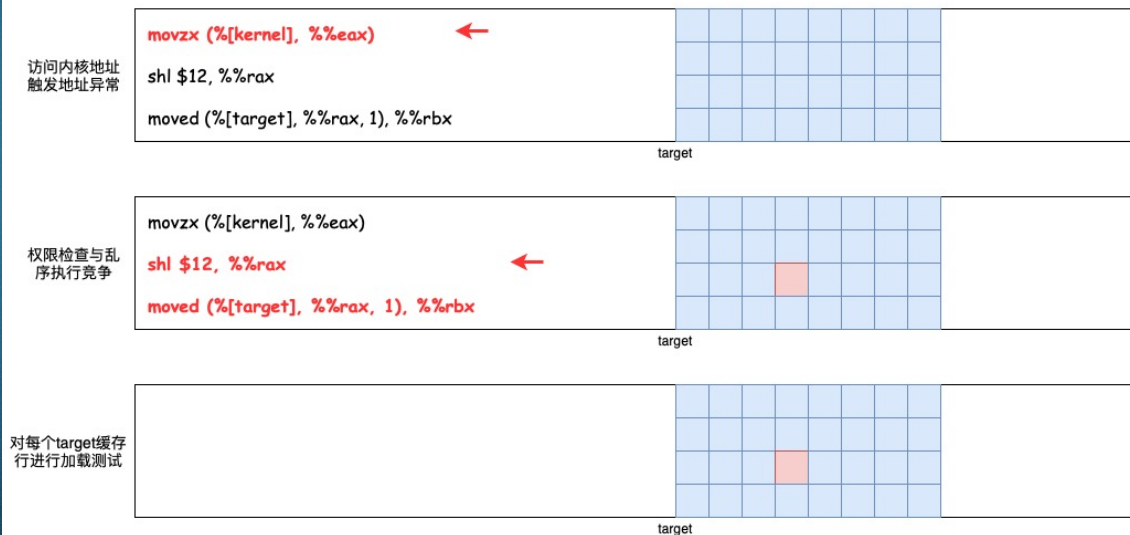 访问内核地址
触发地址异常
movzx (%[kernel], %%eax)
shl $12, %%rax
moved (%[target], %%rax, 1), %%rbx
target
权限检查与乱
序执行竞争
movzx (%[kernel], %%eax)
shl $12, %%rax
moved (%[target], %%rax, 1), %%rbx
target
对每个target缓存
行进行加载测试
target